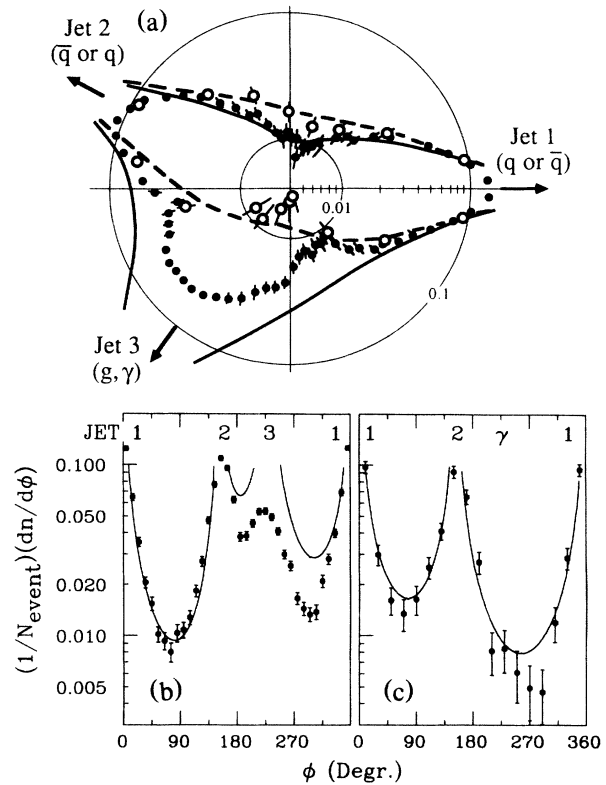 (a)
Jet 2
(q̅ or q)
Jet 1
(q or q̅)
0.01
0.1
Jet 3
(g, γ)
JET 1 2 3 1
1 2 γ 1
0.100
0.050
0.020
0.010
0.005
(1/N_event)(dn/dϕ)
(b)
(c)
0 90 180 270
0 90 180 270 360
ϕ (Degr.)